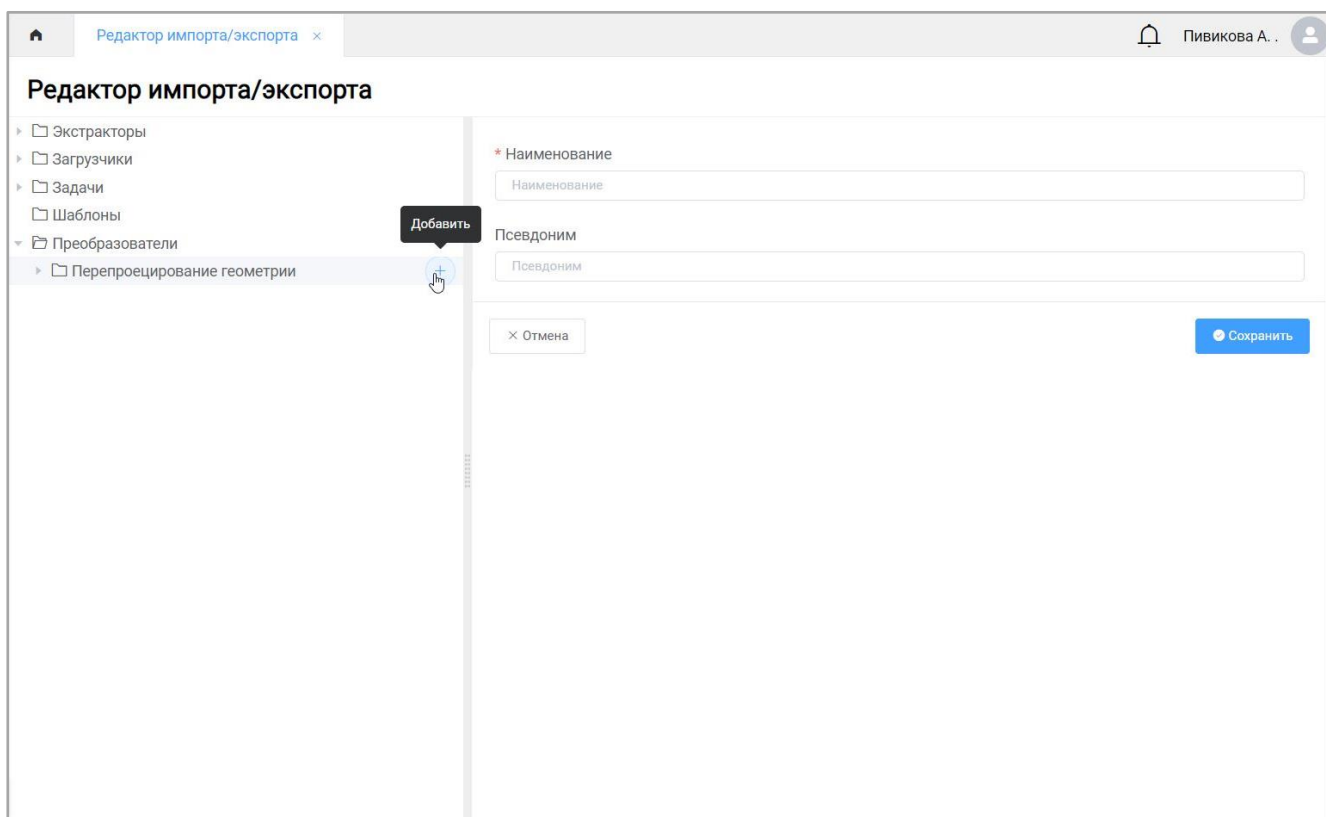 Редактор импорта/экспорта ×
Пивикова А. .
Редактор импорта/экспорта
Экстракторы
Загрузчики
Задачи
Шаблоны
Преобразователи
Перепроецирование геометрии
Добавить
* Наименование
Наименование
Псевдоним
Псевдоним
× Отмена
Сохранить